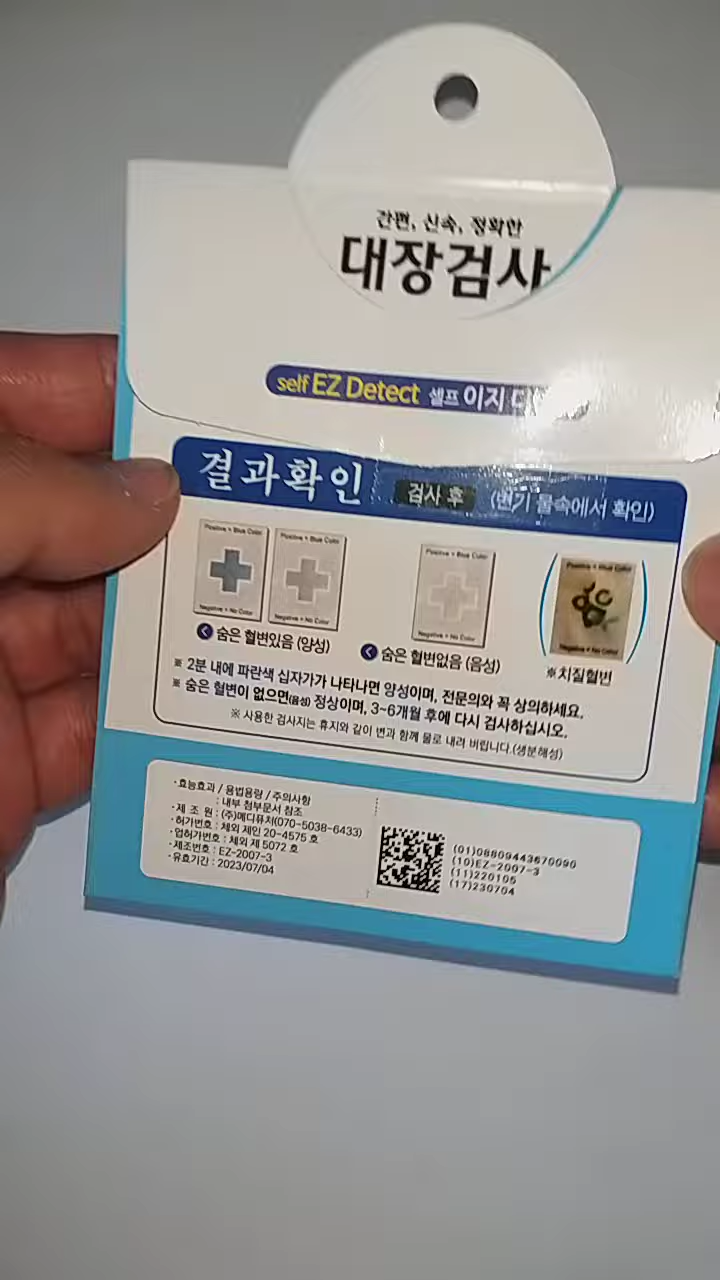 간편, 신속, 정확한
대장검사
self EZ Detect 셀프 이지
결과확인 검사 후 (변기 물속에서 확인)
Positive = Blue Color Positive = Blue Color Positive = Blue Color Positive = Blue Color
Negative = No Color Negative = No Color Negative = No Color Negative = No Color
숨은 혈변있음 (양성) 숨은 혈변없음 (음성) ※치질혈변
※ 2분 내에 파란색 십자가가 나타나면 양성이며, 전문의와 꼭 상의하세요.
※ 숨은 혈변이 없으면(음성) 정상이며, 3~6개월 후에 다시 검사하십시오.
※ 사용한 검사지는 휴지와 같이 변과 함께 물로 내려 버립니다.(생분해성)
·효능효과 / 용법용량 / 주의사항
: 내부 첨부문서 참조
·제 조 원 : (주)메디퓨처(070-5038-6433)
·허가번호 : 체외 제인 20-4575 호
·업허가번호 : 체외 제 5072 호
·제조번호 : EZ-2007-3
·유효기간 : 2023/07/04
(01)08809443670090
(10)EZ-2007-3
(11)220105
(17)230704